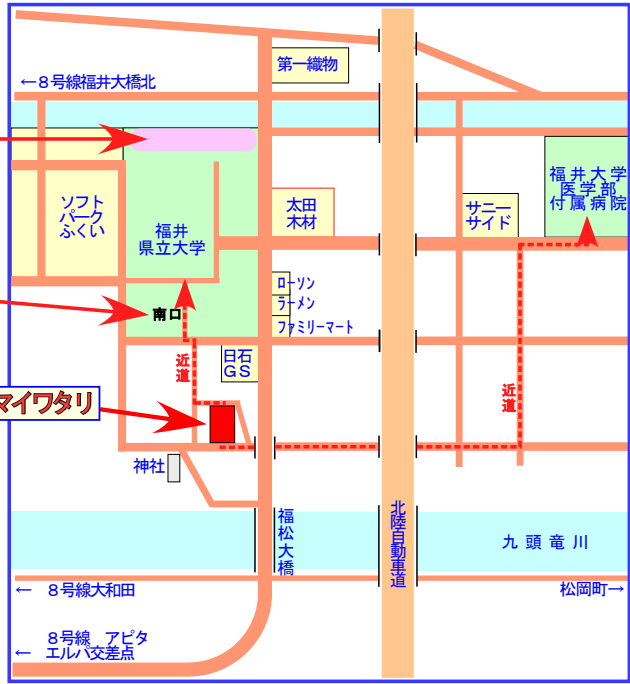 第一織物
←8号線福井大橋北
福井大学
医学部
付属病院
ソフト
パーク
ふくい
福井
県立大学
太田
木材
サニー
サイド
ローソン
ラーメン
ファミリーマート
南口
日石
GS
近道
近道
マイワタリ
神社
福松大橋
北陸自動車道
九頭竜川
← 8号線大和田
松岡町→
8号線 アピタ
← エルパ交差点